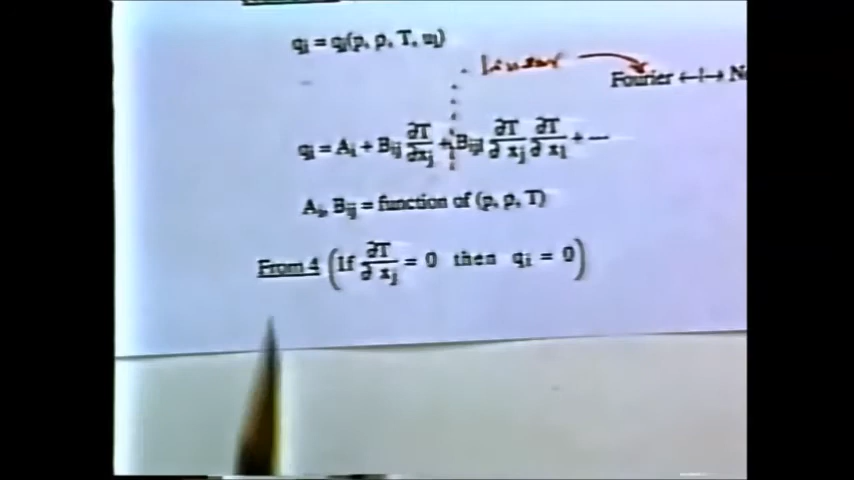 qᵢ = qᵢ(p, ρ, T, uᵢ)
Linear
Fourier ←!→
qᵢ = Aᵢ + Bᵢⱼ ∂T/∂xⱼ + Bᵢⱼₗ ∂T/∂xⱼ ∂T/∂xₗ + —
Aᵢ, Bᵢⱼ = function of (p, ρ, T)
From 4 (If ∂T/∂xⱼ = 0 then qᵢ = 0)